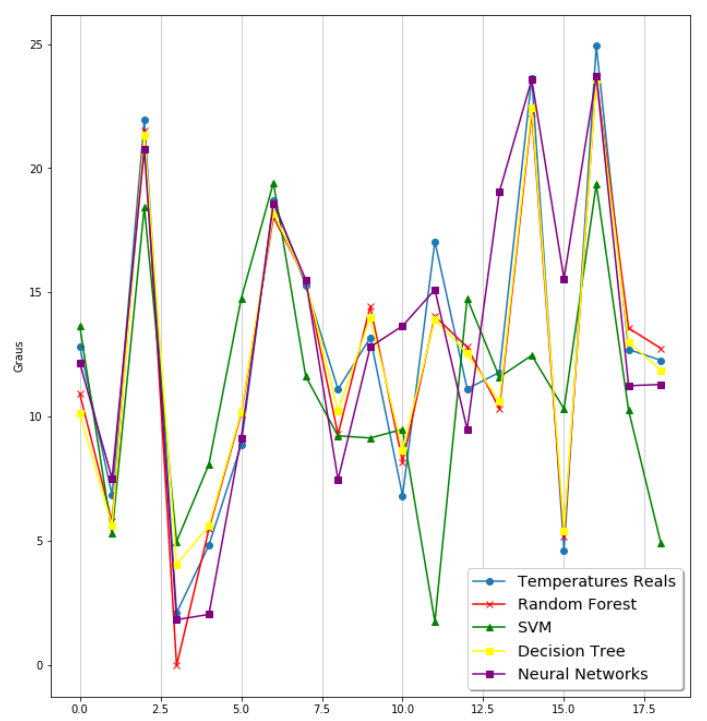 25
20
15
10
5
0
Graus
0.0 2.5 5.0 7.5 10.0 12.5 15.0 17.5
Temperatures Reals
Random Forest
SVM
Decision Tree
Neural Networks